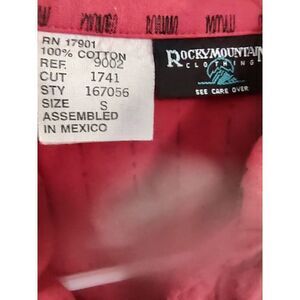 RN 17901
100% COTTON
REF. 9002
CUT 1741
STY 167056
SIZE S
ASSEMBLED
IN MEXICO
ROCKY MOUNTAIN
CLOTHING
SEE CARE OVER